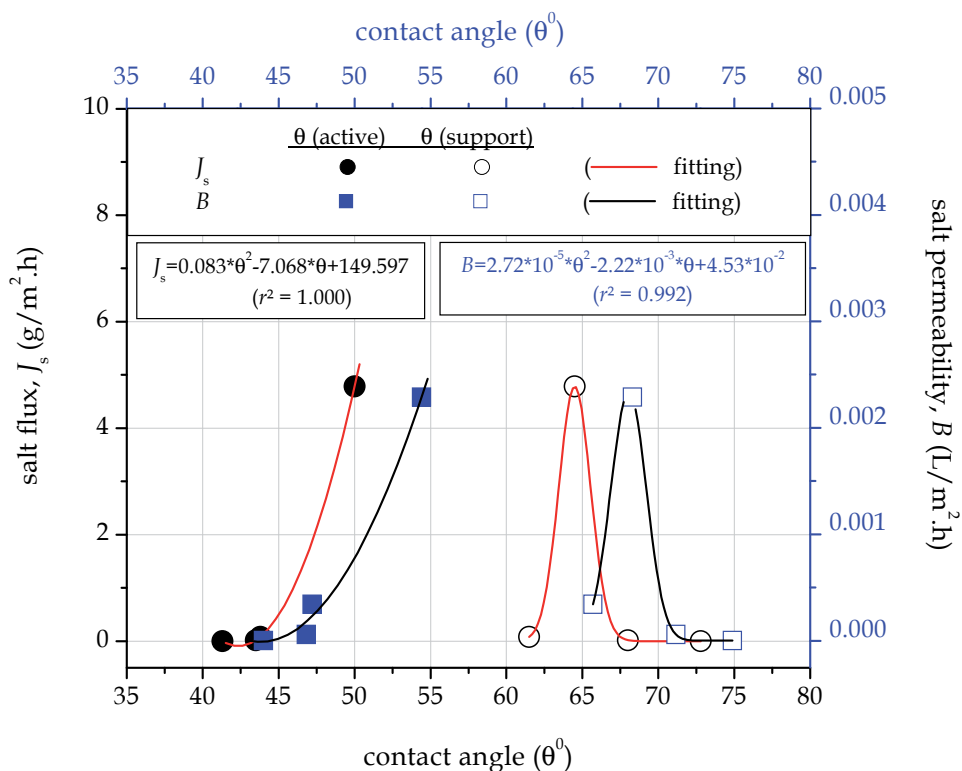 contact angle (θ⁰)
35 40 45 50 55 60 65 70 75 80
10 0.005
θ (active) θ (support)
Jₛ ( fitting)
B ( fitting)
8 0.004
Jₛ=0.083*θ²-7.068*θ+149.597
(r² = 1.000)
B=2.72*10⁻⁵*θ²-2.22*10⁻³*θ+4.53*10⁻²
(r² = 0.992)
6 0.003
4 0.002
2 0.001
0 0.000
salt flux, Jₛ (g/m².h)
salt permeability, B (L/m².h)
35 40 45 50 55 60 65 70 75 80
contact angle (θ⁰)